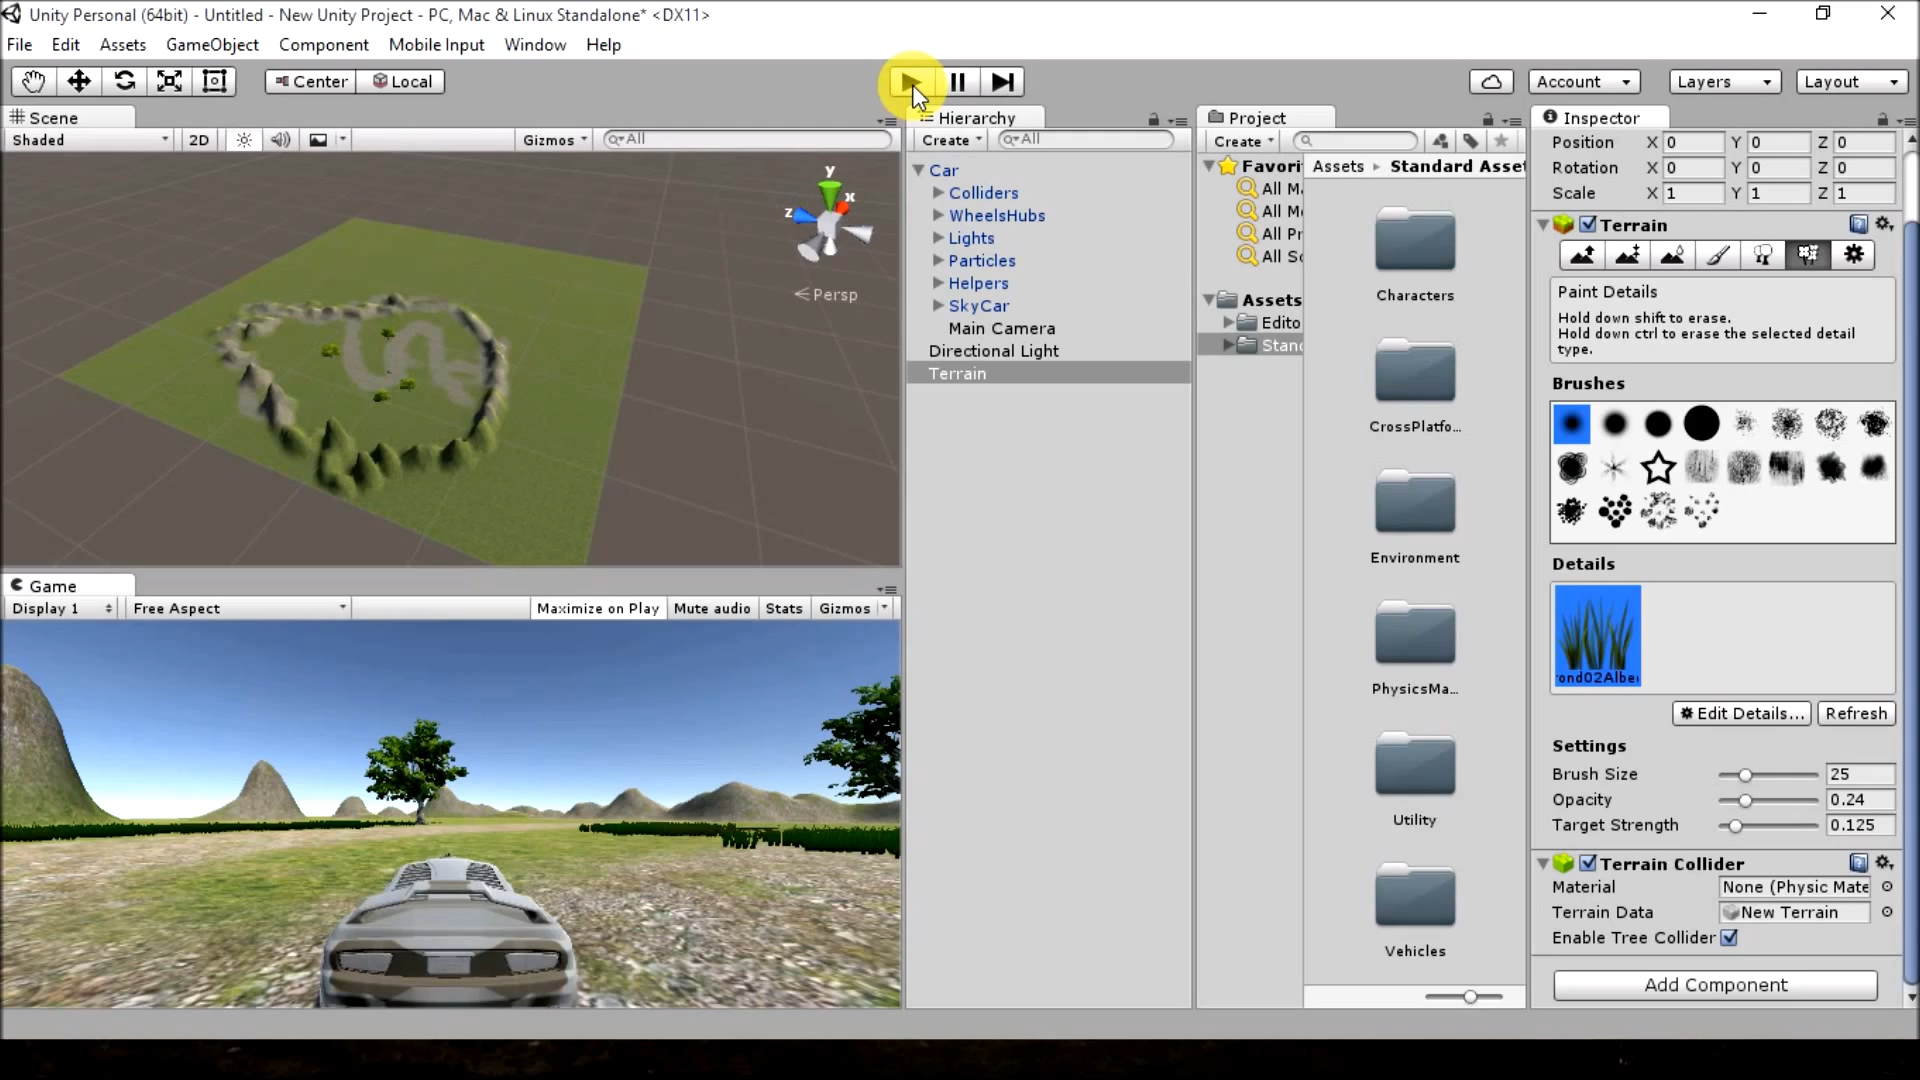 Unity Personal (64bit) - Untitled - New Unity Project - PC, Mac & Linux Standalone* <DX11>
File Edit Assets GameObject Component Mobile Input Window Help
Center Local Account Layers Layout
Scene
Shaded 2D Gizmos All
y
x
z
Persp
Game
Display 1 Free Aspect Maximize on Play Mute audio Stats Gizmos
Hierarchy
Create All
Car
Colliders
WheelsHubs
Lights
Particles
Helpers
SkyCar
Main Camera
Directional Light
Terrain
Project
Create
Favori
All Ma
All Mo
All Pr
All Sc
Assets
Edito
Stand
Assets Standard Asset
Characters
CrossPlatfo...
Environment
PhysicsMa...
Utility
Vehicles
Inspector
Position X 0 Y 0 Z 0
Rotation X 0 Y 0 Z 0
Scale X 1 Y 1 Z 1
Terrain
Paint Details
Hold down shift to erase.
Hold down ctrl to erase the selected detail
type.
Brushes
Details
ond02Albe
Edit Details... Refresh
Settings
Brush Size 25
Opacity 0.24
Target Strength 0.125
Terrain Collider
Material None (Physic Mate
Terrain Data New Terrain
Enable Tree Collider
Add Component